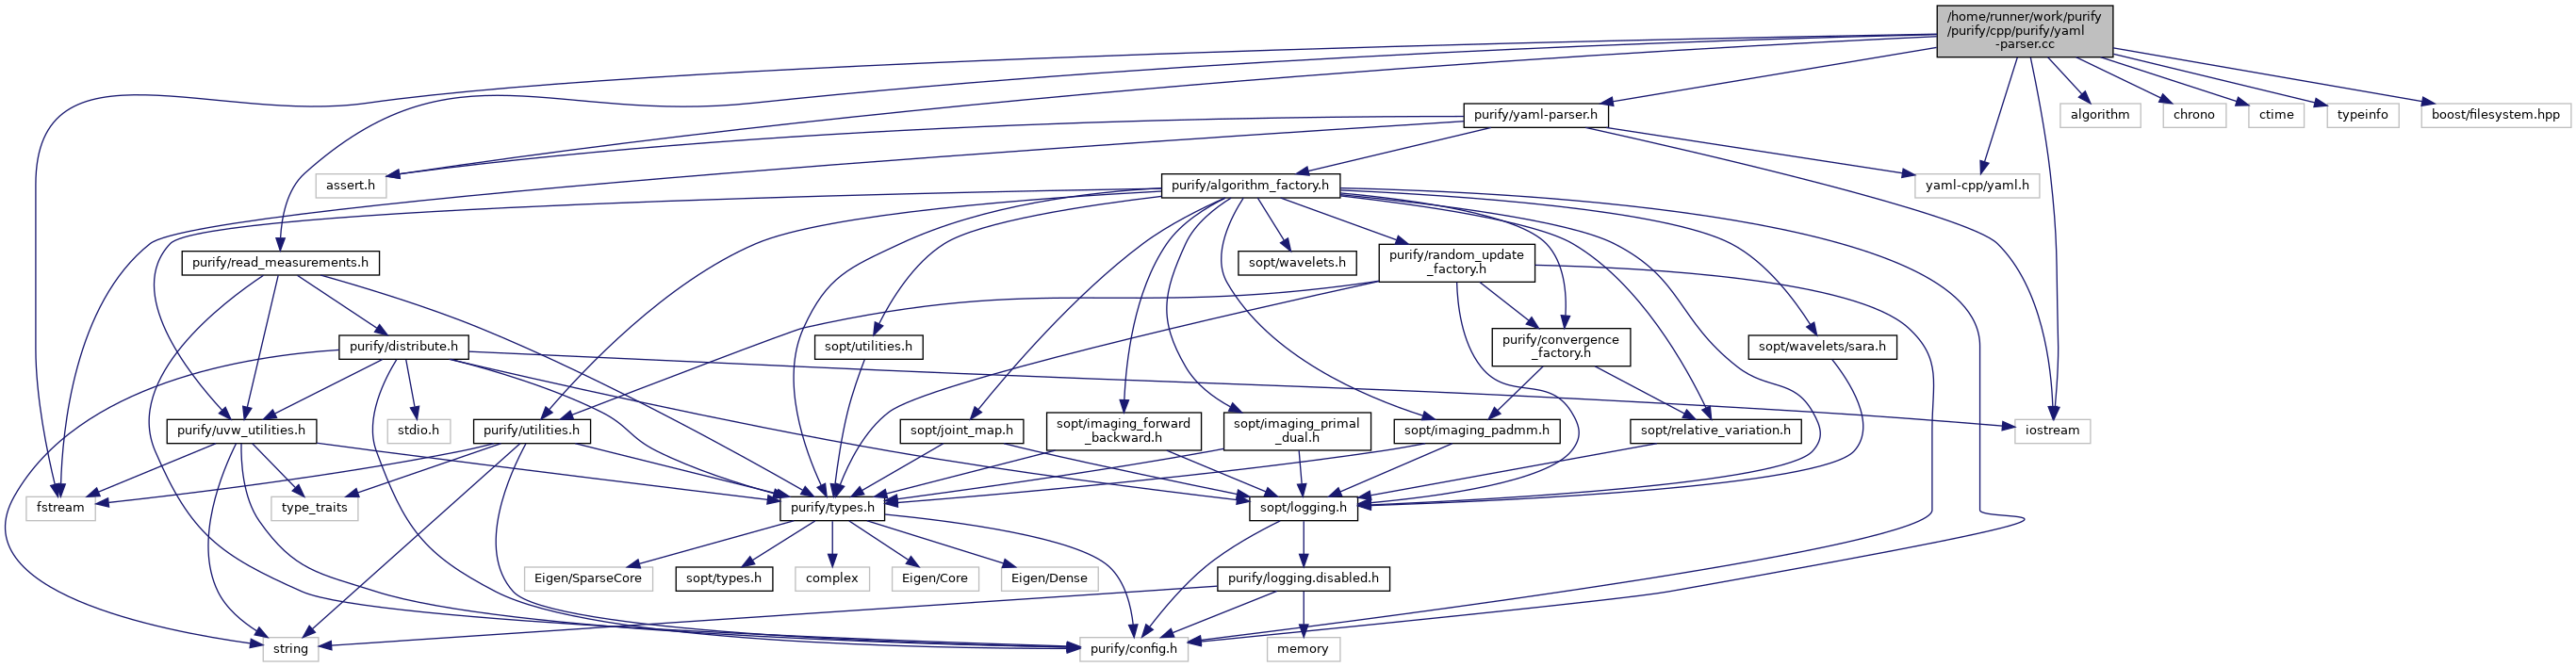 /home/runner/work/purify
/purify/cpp/purify/yaml
-parser.cc
purify/yaml-parser.h
algorithm
chrono
ctime
typeinfo
boost/filesystem.hpp
assert.h
purify/algorithm_factory.h
yaml-cpp/yaml.h
purify/read_measurements.h
sopt/wavelets.h
purify/random_update
_factory.h
purify/distribute.h
sopt/utilities.h
purify/convergence
_factory.h
sopt/wavelets/sara.h
purify/uvw_utilities.h
stdio.h
purify/utilities.h
sopt/joint_map.h
sopt/imaging_forward
_backward.h
sopt/imaging_primal
_dual.h
sopt/imaging_padmm.h
sopt/relative_variation.h
iostream
fstream
type_traits
purify/types.h
sopt/logging.h
Eigen/SparseCore
sopt/types.h
complex
Eigen/Core
Eigen/Dense
purify/logging.disabled.h
string
purify/config.h
memory